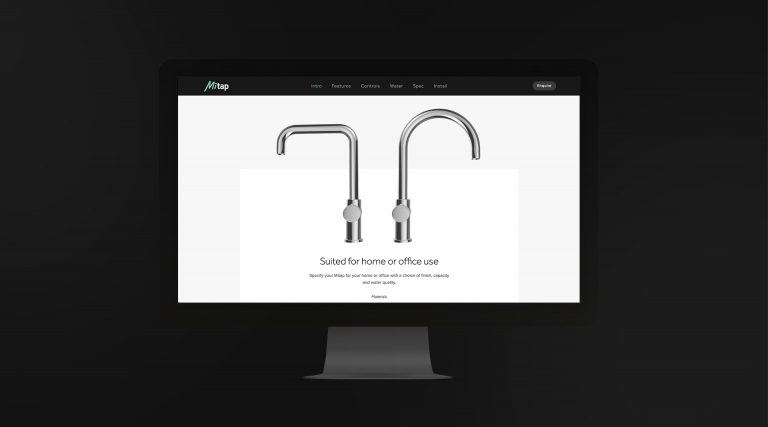 Mitap
Intro Features Controls Water Spec Install
Enquire
Suited for home or office use
Specify your Mitap for your home or office with a choice of finish, capacity
and water quality.
Materials